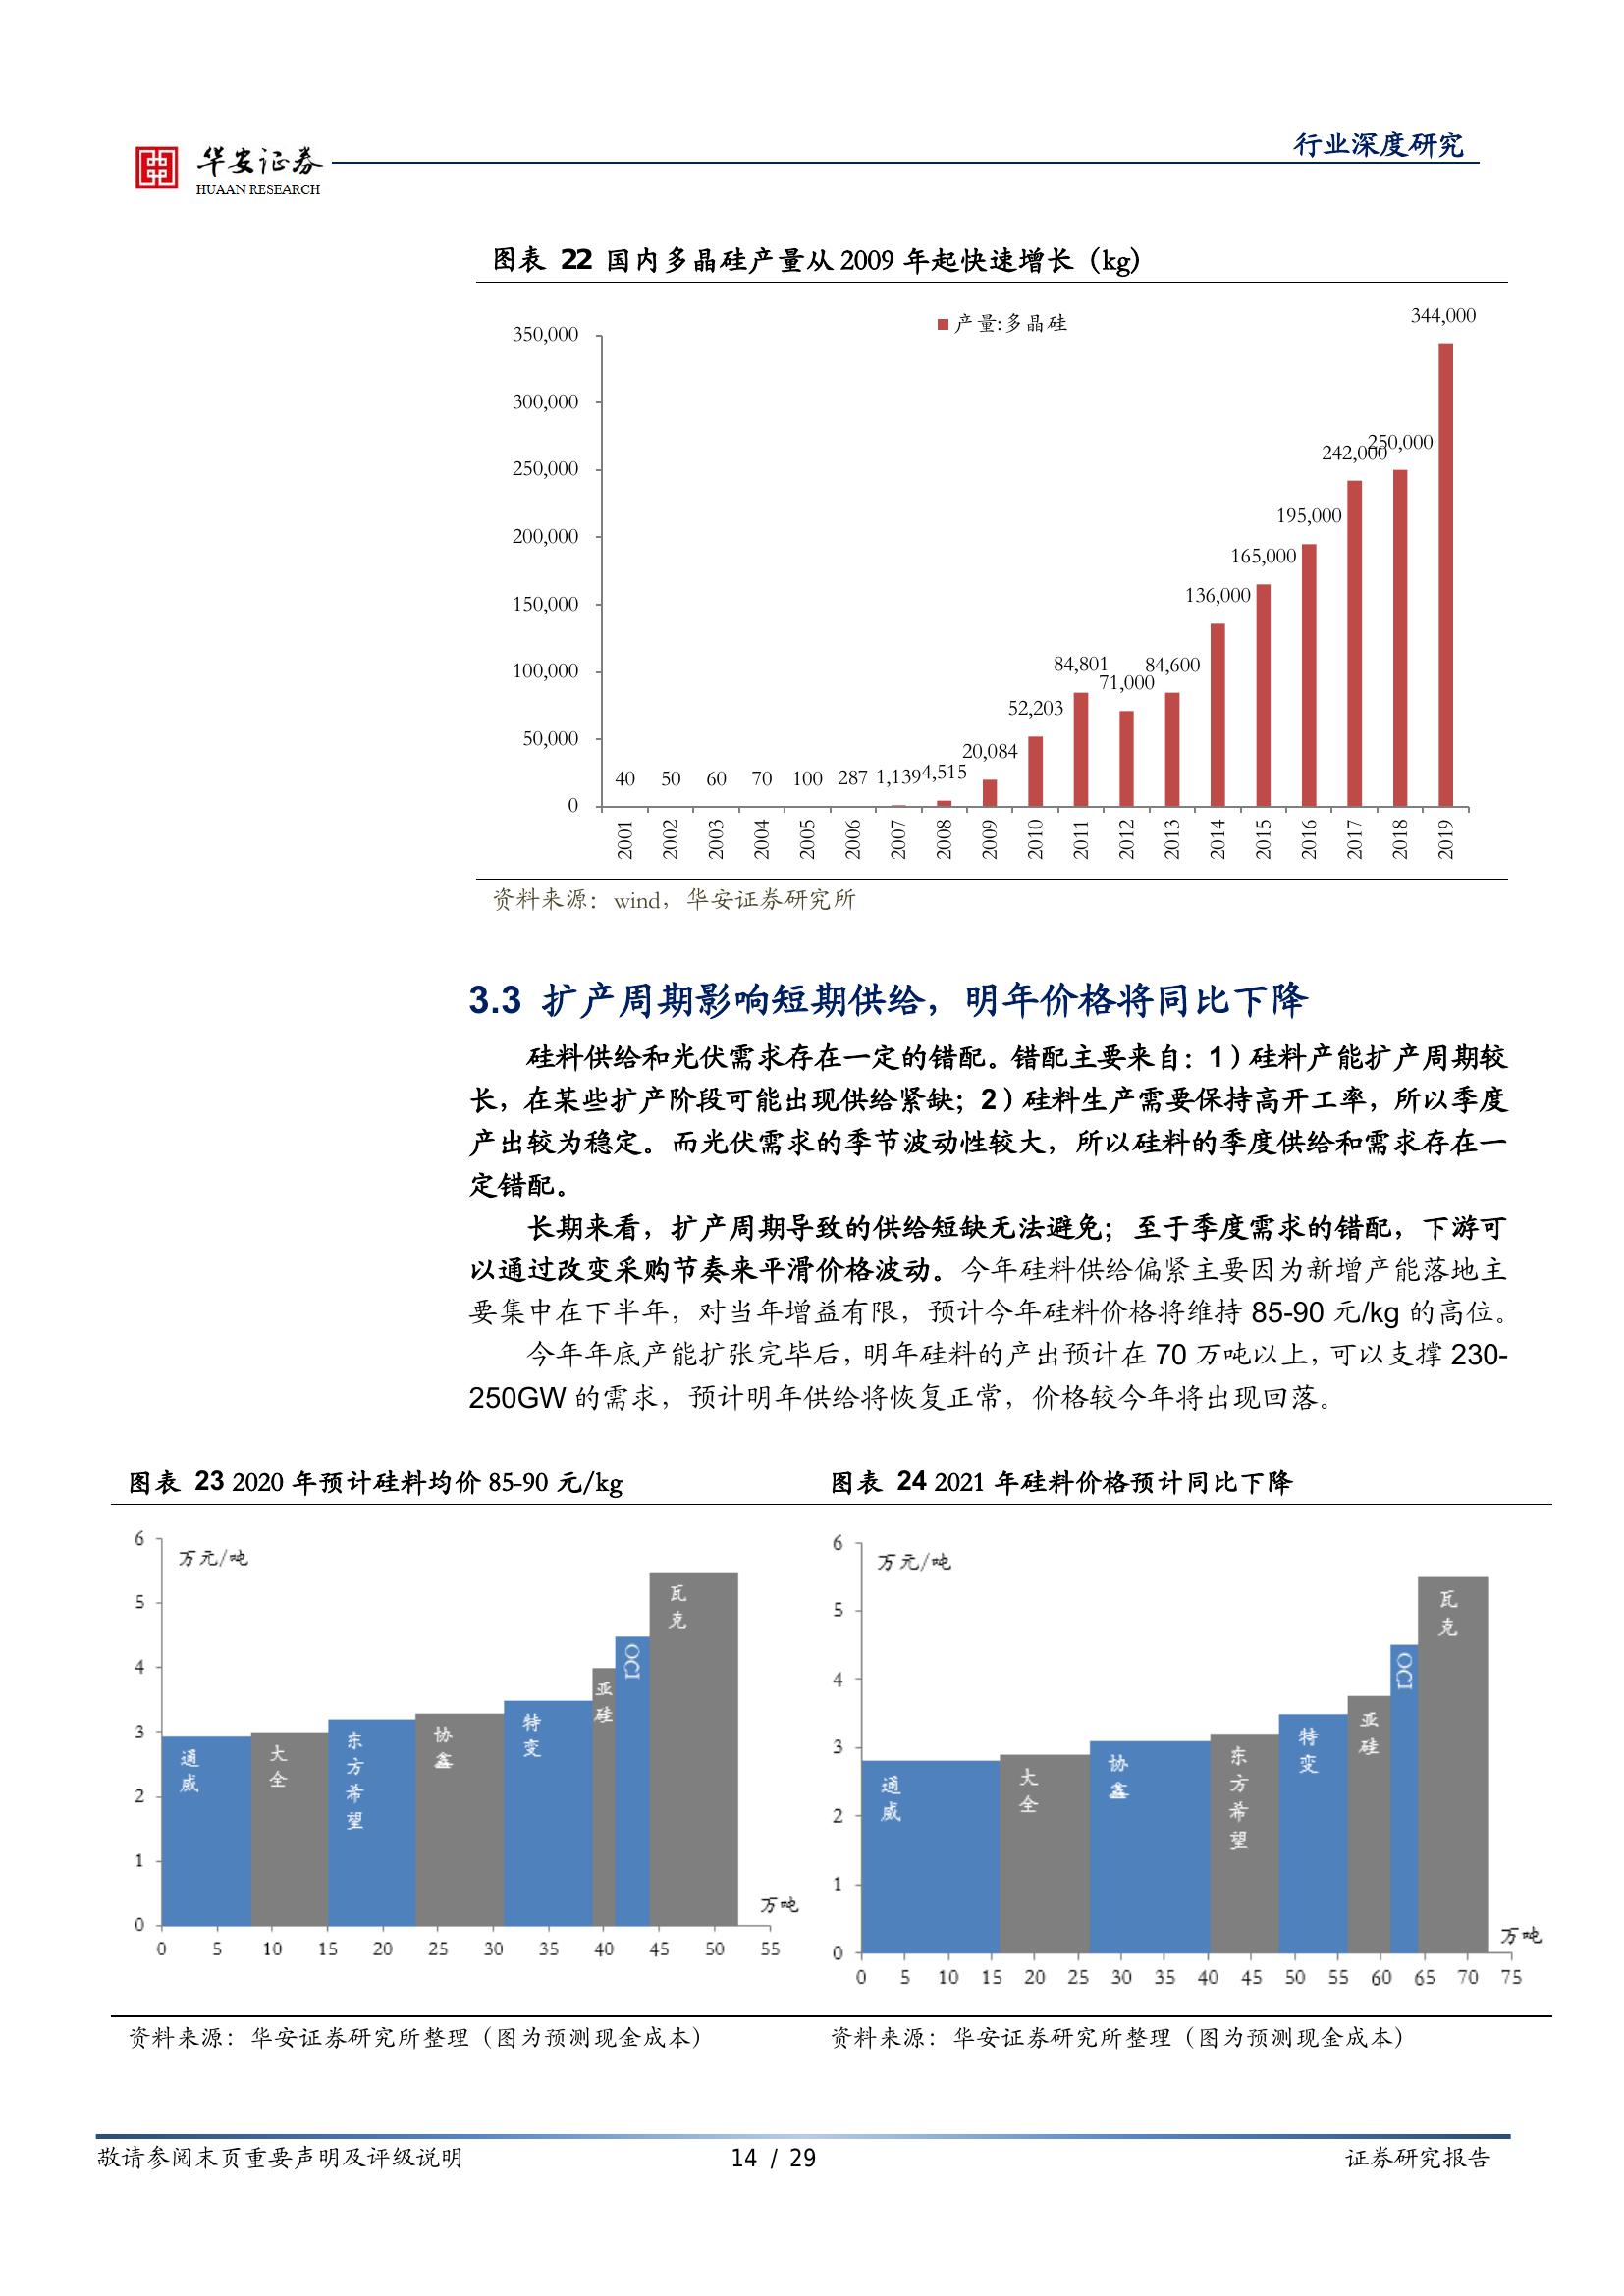 华安证券
HUAAN RESEARCH
行业深度研究
图表 22 国内多晶硅产量从 2009 年起快速增长（kg）
产量:多晶硅
350,000
300,000
250,000
200,000
150,000
100,000
50,000
0
40 50 60 70 100 287 1,139 4,515 20,084 52,203 84,801 71,000 84,600 136,000 165,000 195,000 242,000 250,000 344,000
2001 2002 2003 2004 2005 2006 2007 2008 2009 2010 2011 2012 2013 2014 2015 2016 2017 2018 2019
资料来源：wind，华安证券研究所
3.3 扩产周期影响短期供给，明年价格将同比下降
硅料供给和光伏需求存在一定的错配。错配主要来自：1）硅料产能扩产周期较
长，在某些扩产阶段可能出现供给紧缺；2）硅料生产需要保持高开工率，所以季度
产出较为稳定。而光伏需求的季节波动性较大，所以硅料的季度供给和需求存在一
定错配。
长期来看，扩产周期导致的供给短缺无法避免；至于季度需求的错配，下游可
以通过改变采购节奏来平滑价格波动。今年硅料供给偏紧主要因为新增产能落地主
要集中在下半年，对当年增益有限，预计今年硅料价格将维持 85-90 元/kg 的高位。
今年年底产能扩张完毕后，明年硅料的产出预计在 70 万吨以上，可以支撑 230-
250GW 的需求，预计明年供给将恢复正常，价格较今年将出现回落。
图表 23 2020 年预计硅料均价 85-90 元/kg
万元/吨
6
5
4
3
2
1
0
通威
大全
东方希望
协鑫
特变
亚硅
OCI
瓦克
万吨
0 5 10 15 20 25 30 35 40 45 50 55
资料来源：华安证券研究所整理（图为预测现金成本）
图表 24 2021 年硅料价格预计同比下降
万元/吨
6
5
4
3
2
1
0
通威
大全
协鑫
东方希望
特变
亚硅
OCI
瓦克
万吨
0 5 10 15 20 25 30 35 40 45 50 55 60 65 70 75
资料来源：华安证券研究所整理（图为预测现金成本）
敬请参阅末页重要声明及评级说明
14 / 29
证券研究报告